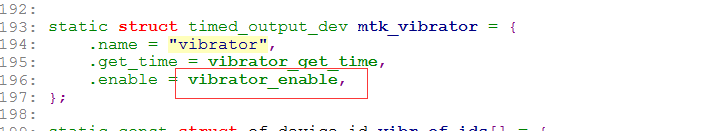 192:
193: static struct timed_output_dev mtk_vibrator = {
194:     .name = "vibrator",
195:     .get_time = vibrator_get_time,
196:     .enable = vibrator_enable,
197: };
198:
199: static const struct of_device_id vibr_of_ids[] = {